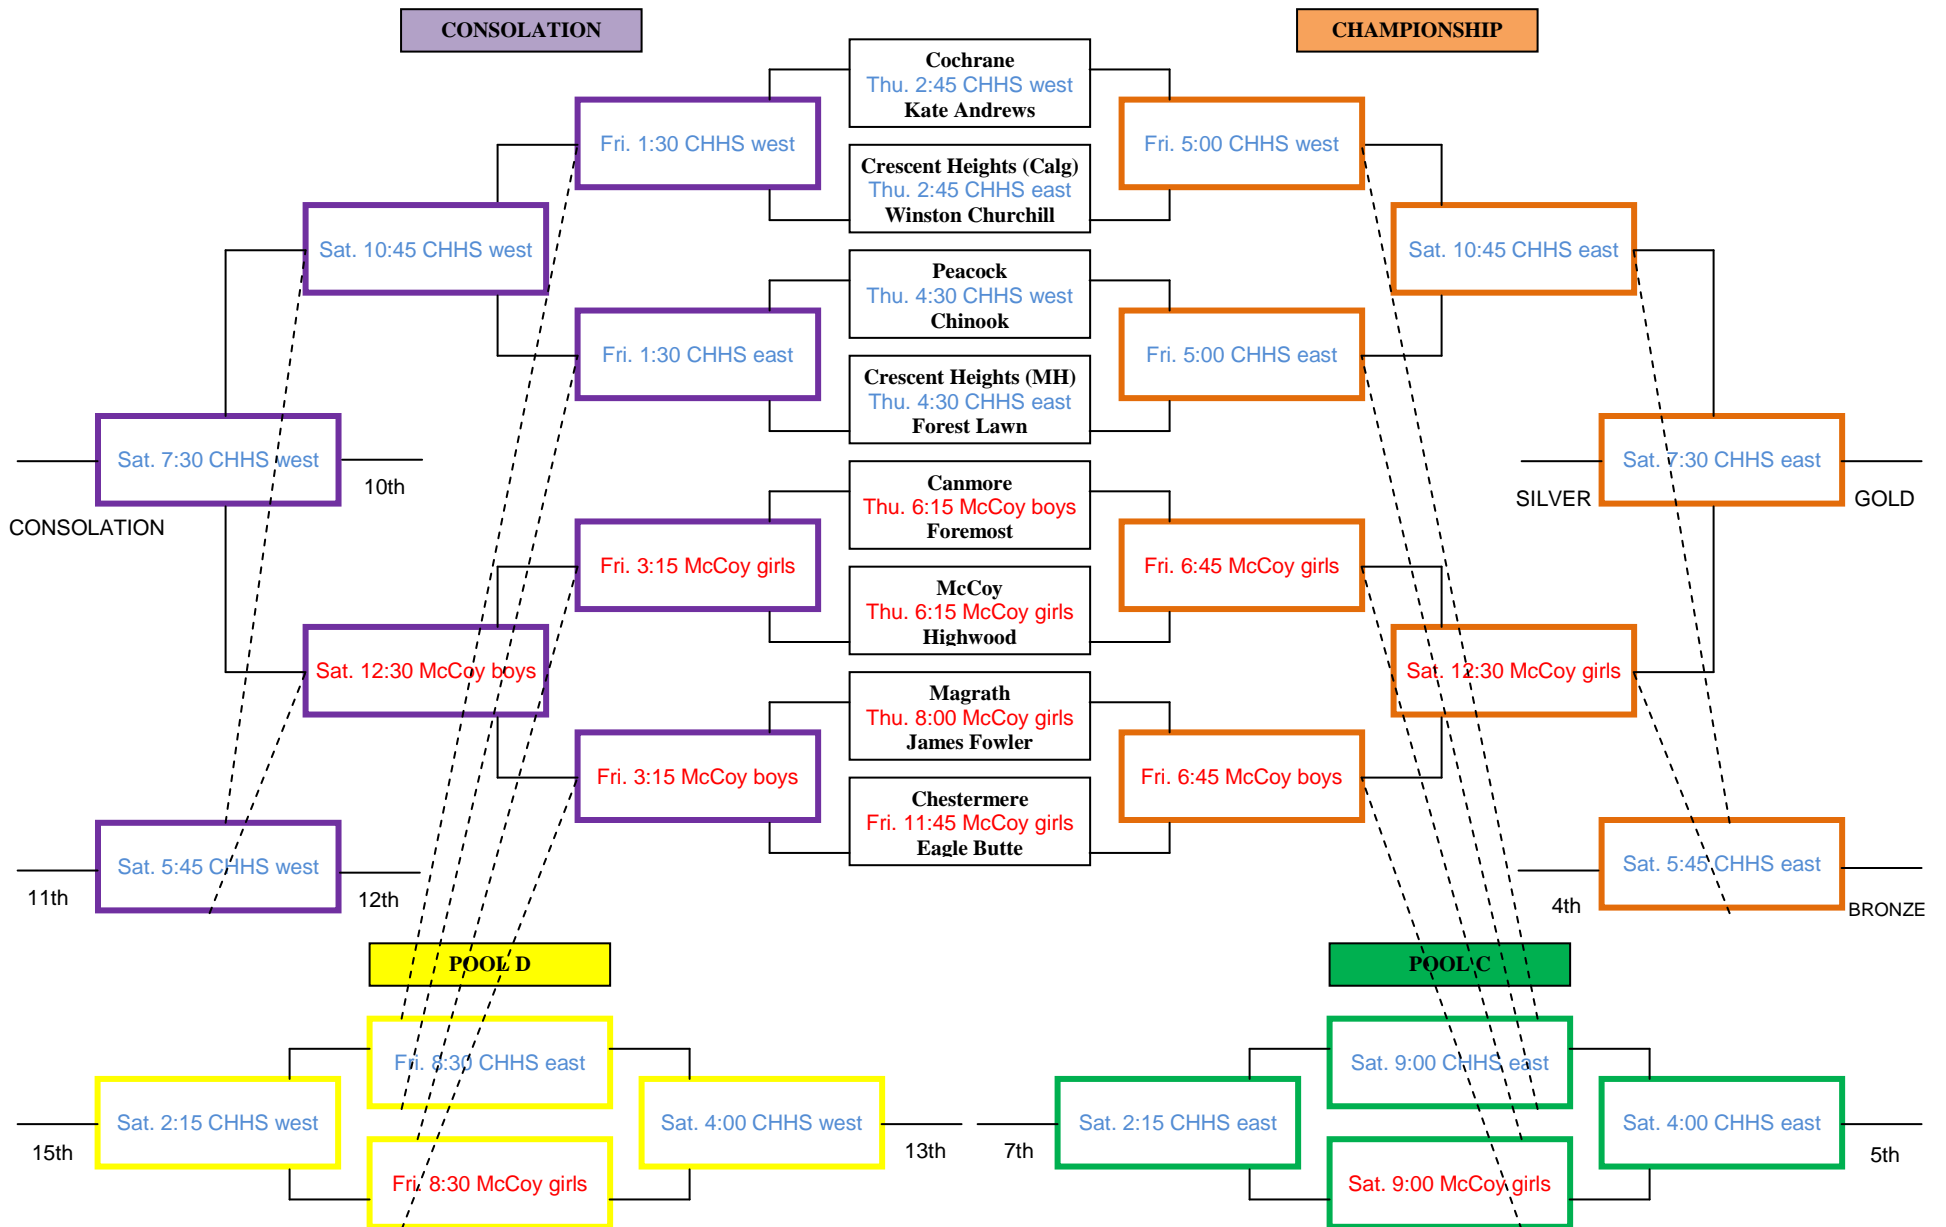 CONSOLATION
CHAMPIONSHIP
Cochrane
Thu. 2:45 CHHS west
Kate Andrews
Fri. 1:30 CHHS west
Fri. 5:00 CHHS west
Crescent Heights (Calg)
Thu. 2:45 CHHS east
Winston Churchill
Sat. 10:45 CHHS west
Sat. 10:45 CHHS east
Peacock
Thu. 4:30 CHHS west
Chinook
Fri. 1:30 CHHS east
Fri. 5:00 CHHS east
Crescent Heights (MH)
Thu. 4:30 CHHS east
Forest Lawn
Sat. 7:30 CHHS west
10th
CONSOLATION
Sat. 7:30 CHHS east
SILVER
GOLD
Canmore
Thu. 6:15 McCoy boys
Foremost
Fri. 3:15 McCoy girls
Fri. 6:45 McCoy girls
McCoy
Thu. 6:15 McCoy girls
Highwood
Sat. 12:30 McCoy boys
Sat. 12:30 McCoy girls
Magrath
Thu. 8:00 McCoy girls
James Fowler
Fri. 3:15 McCoy boys
Fri. 6:45 McCoy boys
Chestermere
Fri. 11:45 McCoy girls
Eagle Butte
Sat. 5:45 CHHS west
11th
12th
Sat. 5:45 CHHS east
4th
BRONZE
POOL D
POOL C
Fri. 8:30 CHHS east
Sat. 9:00 CHHS east
Sat. 2:15 CHHS west
Sat. 4:00 CHHS west
Sat. 2:15 CHHS east
Sat. 4:00 CHHS east
15th
13th
7th
5th
Fri. 8:30 McCoy girls
Sat. 9:00 McCoy girls